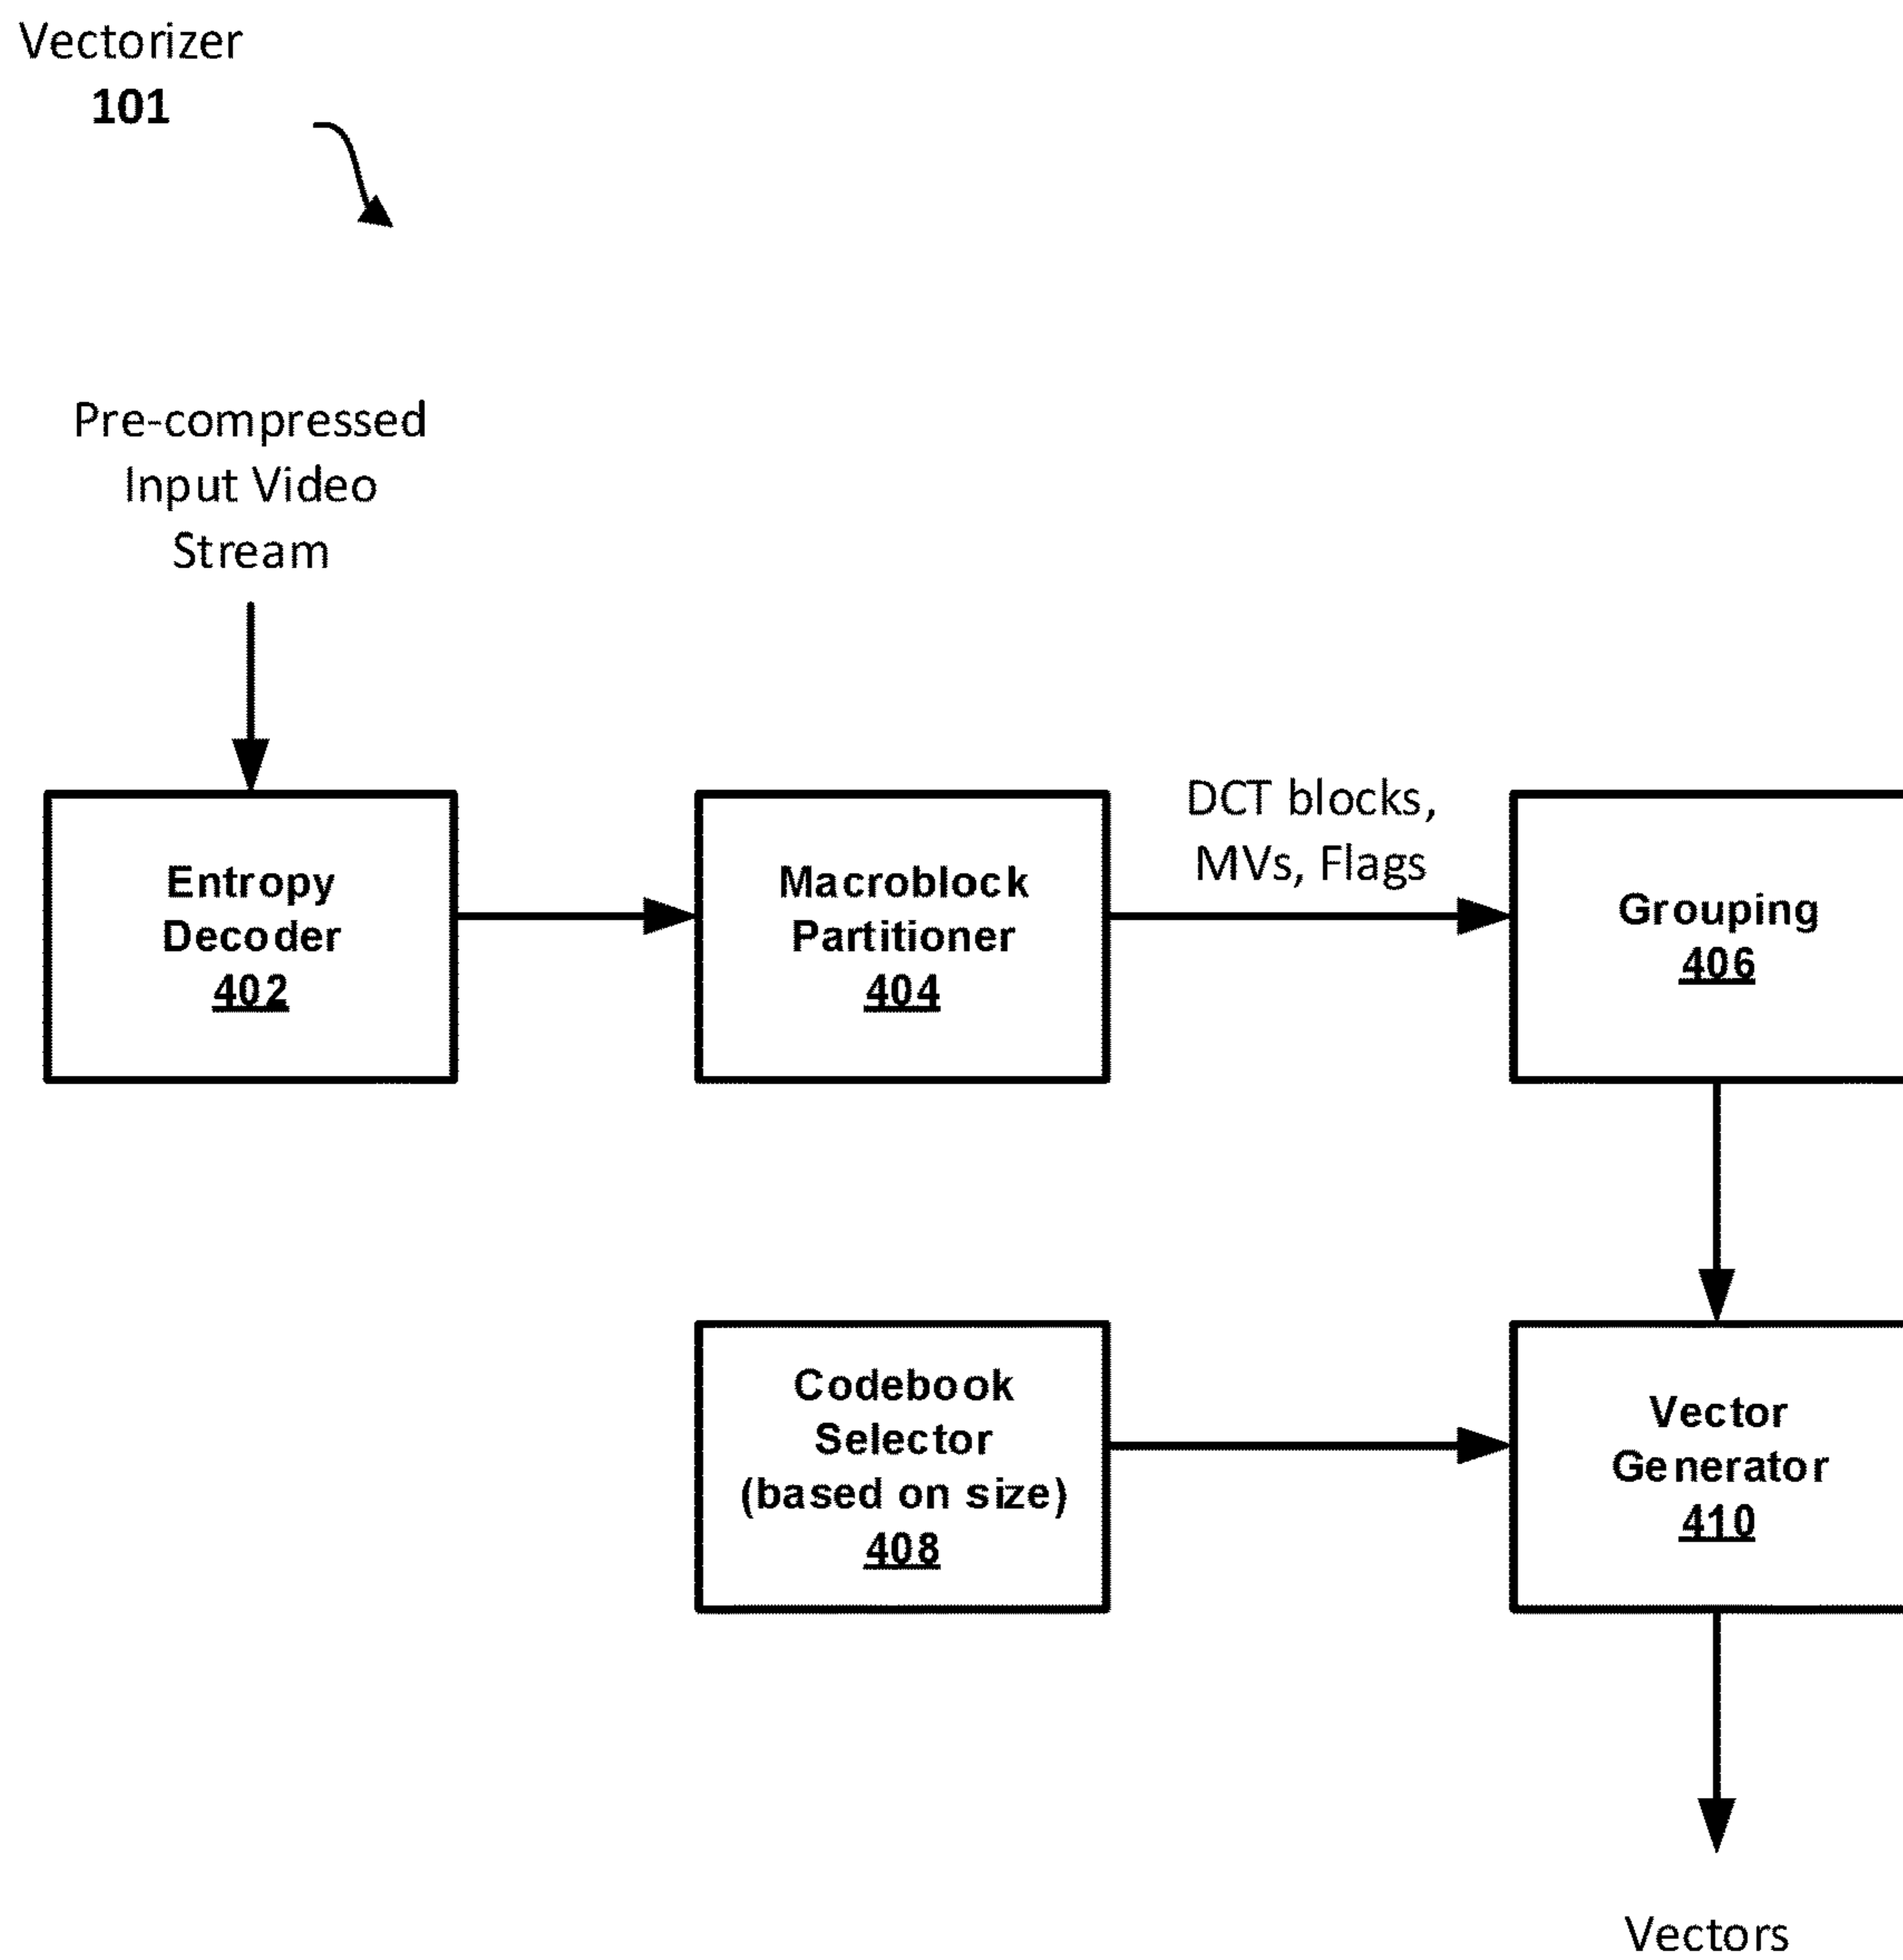 Vectorizer
101
Pre-compressed
Input Video
Stream
Entropy
Decoder
402
Macroblock
Partitioner
404
DCT blocks,
MVs, Flags
Grouping
406
Codebook
Selector
(based on size)
408
Vector
Generator
410
Vectors